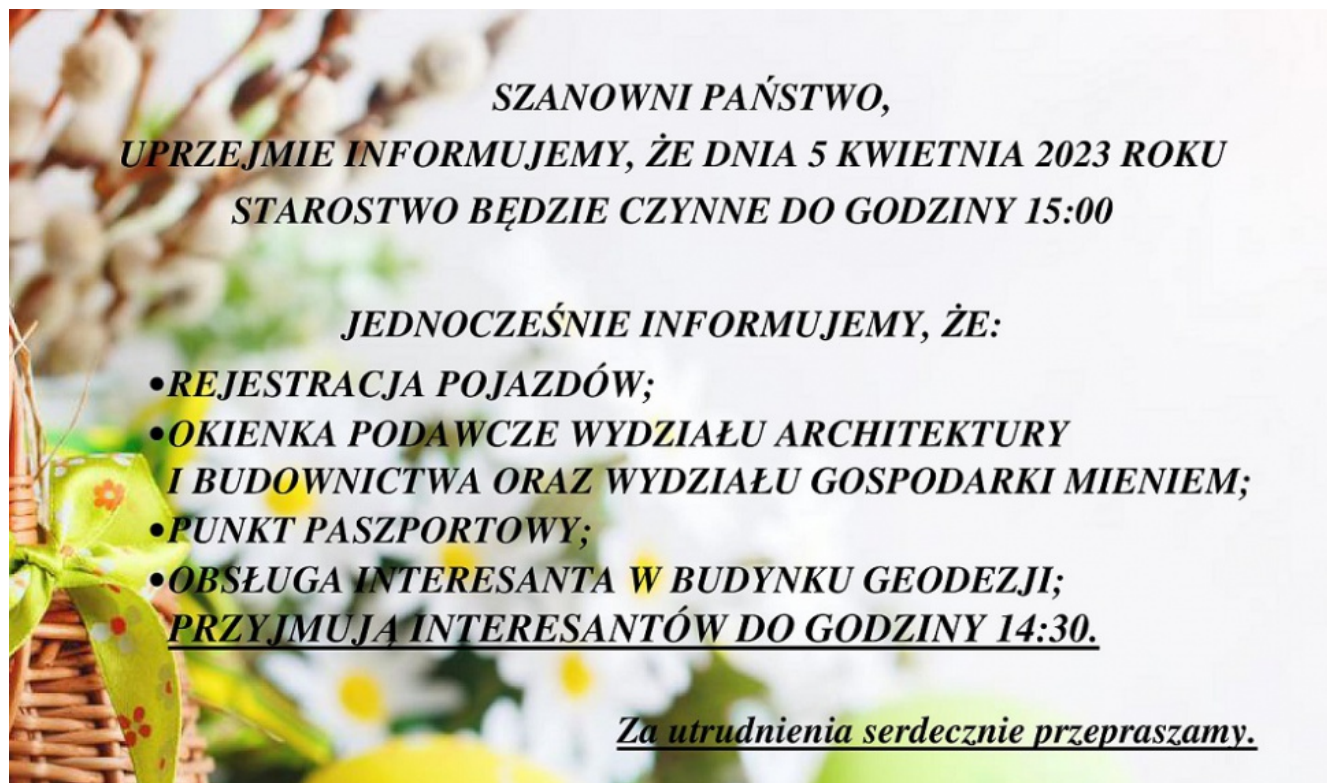 SZANOWNI PAŃSTWO,
UPRZEJMIE INFORMUJEMY, ŻE DNIA 5 KWIETNIA 2023 ROKU
STAROSTWO BĘDZIE CZYNNE DO GODZINY 15:00
JEDNOCZEŚNIE INFORMUJEMY, ŻE:
•REJESTRACJA POJAZDÓW;
•OKIENKA PODAWCZE WYDZIAŁU ARCHITEKTURY
I BUDOWNICTWA ORAZ WYDZIAŁU GOSPODARKI MIENIEM;
•PUNKT PASZPORTOWY;
•OBSŁUGA INTERESANTA W BUDYNKU GEODEZJI;
PRZYJMUJĄ INTERESANTÓW DO GODZINY 14:30.
Za utrudnienia serdecznie przepraszamy.